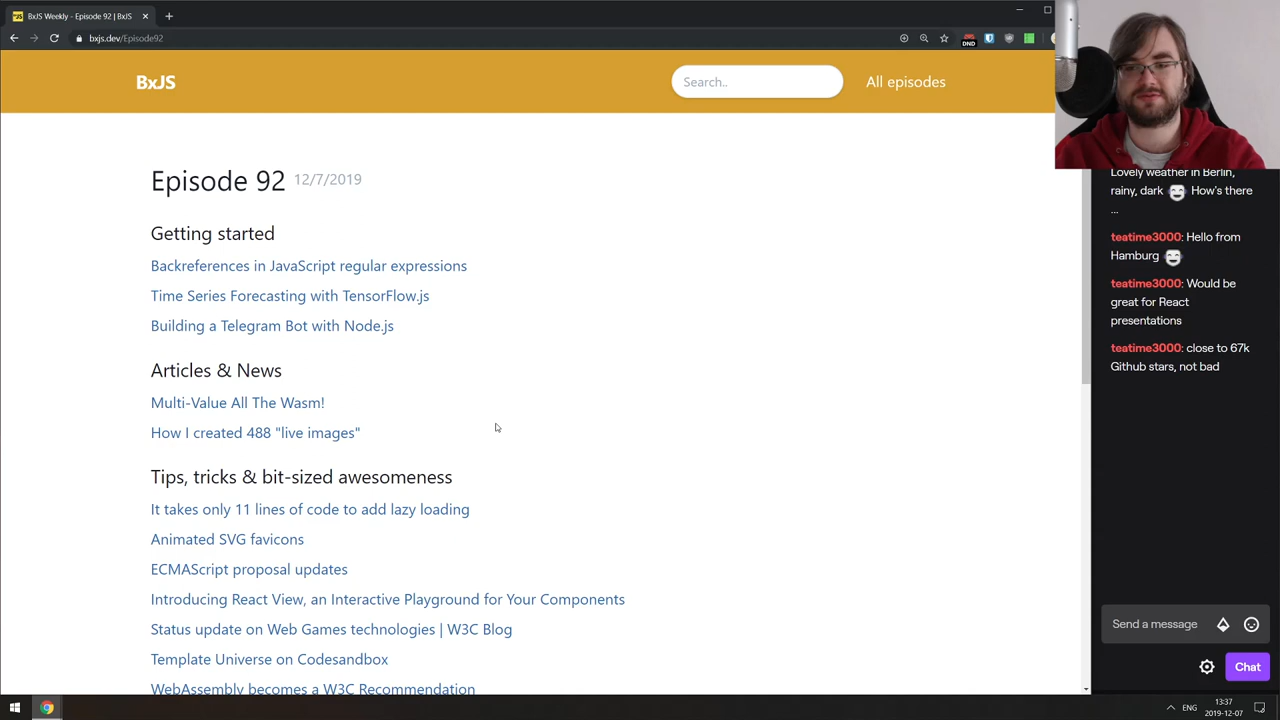 BxJS Weekly - Episode 92 | BxJS
bxjs.dev/Episode92
DND
BxJS
Search..
All episodes
Episode 92 12/7/2019
Getting started
Backreferences in JavaScript regular expressions
Time Series Forecasting with TensorFlow.js
Building a Telegram Bot with Node.js
Articles & News
Multi-Value All The Wasm!
How I created 488 "live images"
Tips, tricks & bit-sized awesomeness
It takes only 11 lines of code to add lazy loading
Animated SVG favicons
ECMAScript proposal updates
Introducing React View, an Interactive Playground for Your Components
Status update on Web Games technologies | W3C Blog
Template Universe on Codesandbox
WebAssembly becomes a W3C Recommendation
Lovely weather in Berlin,
rainy, dark How's there
...
teatime3000: Hello from
Hamburg
teatime3000: Would be
great for React
presentations
teatime3000: close to 67k
Github stars, not bad
Send a message
Chat
ENG
13:37
2019-12-07